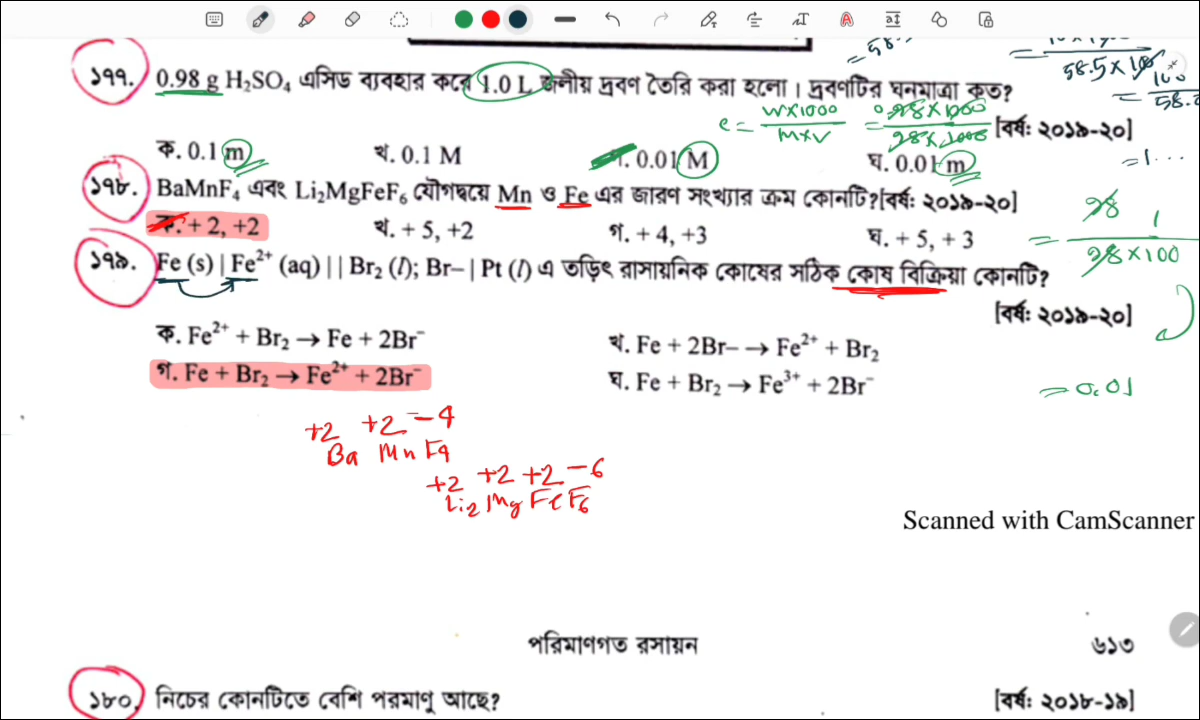 ১৭৭. 0.98 g H₂SO₄ এসিড ব্যবহার করে 1.0 L জলীয় দ্রবণ তৈরি করা হলো। দ্রবণটির ঘনমাত্রা কত?
[বর্ষ: ২০১৯-২০]
c = W×1000 / M×V = 0.98×1000 / 98×1000
ক. 0.1 m খ. 0.1 M গ. 0.01 M ঘ. 0.01 m
= 98 1 / 98×100
= 0.01
= 58.5×100
১৭৮. BaMnF₄ এবং Li₂MgFeF₆ যৌগদ্বয়ে Mn ও Fe এর জারণ সংখ্যার ক্রম কোনটি?[বর্ষ: ২০১৯-২০]
ক. + 2, +2 খ. + 5, +2 গ. + 4, +3 ঘ. + 5, + 3
১৭৯. Fe (s) | Fe²⁺ (aq) | | Br₂ (l); Br– | Pt (l) এ তড়িৎ রাসায়নিক কোষের সঠিক কোষ বিক্রিয়া কোনটি?
[বর্ষ: ২০১৯-২০]
ক. Fe²⁺ + Br₂ → Fe + 2Br⁻ খ. Fe + 2Br– → Fe²⁺ + Br₂
গ. Fe + Br₂ → Fe²⁺ + 2Br⁻ ঘ. Fe + Br₂ → Fe³⁺ + 2Br⁻
+2 +2 –4
Ba Mn F₄
+2 +2 +2 –6
Li₂ Mg Fe F₆
Scanned with CamScanner
পরিমাণগত রসায়ন ৬১৩
১৮০. নিচের কোনটিতে বেশি পরমাণু আছে? [বর্ষ: ২০১৮-১৯]